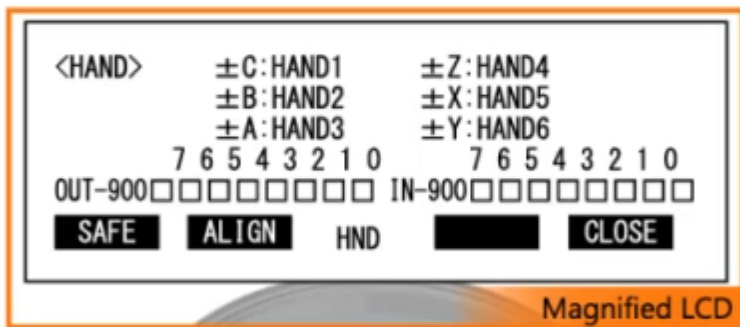 <HAND> ±C:HAND1 ±Z:HAND4
±B:HAND2 ±X:HAND5
±A:HAND3 ±Y:HAND6
7 6 5 4 3 2 1 0 7 6 5 4 3 2 1 0
OUT-900□□□□□□□□ IN-900□□□□□□□□
SAFE ALIGN HND CLOSE
Magnified LCD